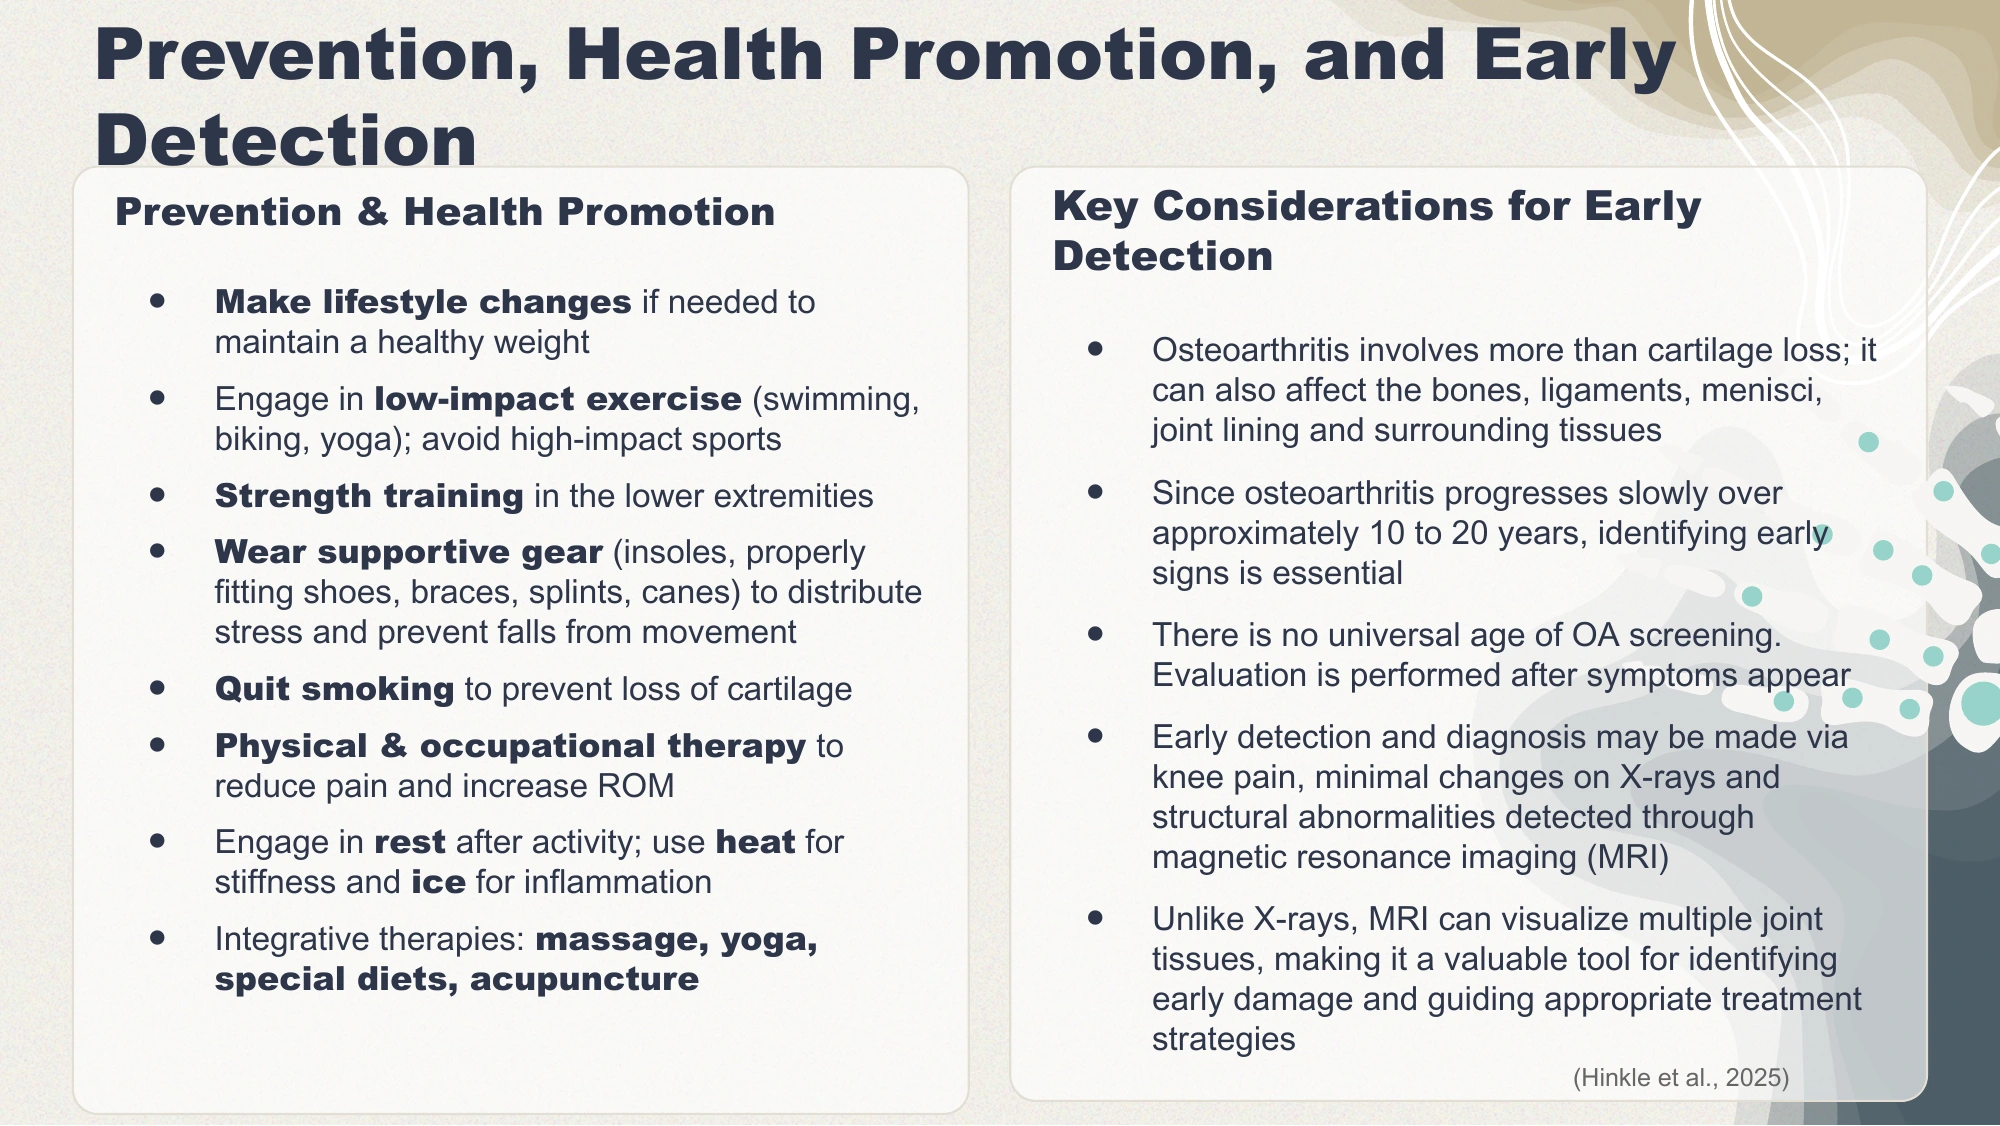 Prevention, Health Promotion, and Early
Detection
Prevention & Health Promotion
● Make lifestyle changes if needed to
maintain a healthy weight
● Engage in low-impact exercise (swimming,
biking, yoga); avoid high-impact sports
● Strength training in the lower extremities
● Wear supportive gear (insoles, properly
fitting shoes, braces, splints, canes) to distribute
stress and prevent falls from movement
● Quit smoking to prevent loss of cartilage
● Physical & occupational therapy to
reduce pain and increase ROM
● Engage in rest after activity; use heat for
stiffness and ice for inflammation
● Integrative therapies: massage, yoga,
special diets, acupuncture
Key Considerations for Early
Detection
● Osteoarthritis involves more than cartilage loss; it
can also affect the bones, ligaments, menisci,
joint lining and surrounding tissues
● Since osteoarthritis progresses slowly over
approximately 10 to 20 years, identifying early
signs is essential
● There is no universal age of OA screening.
Evaluation is performed after symptoms appear
● Early detection and diagnosis may be made via
knee pain, minimal changes on X-rays and
structural abnormalities detected through
magnetic resonance imaging (MRI)
● Unlike X-rays, MRI can visualize multiple joint
tissues, making it a valuable tool for identifying
early damage and guiding appropriate treatment
strategies
(Hinkle et al., 2025)